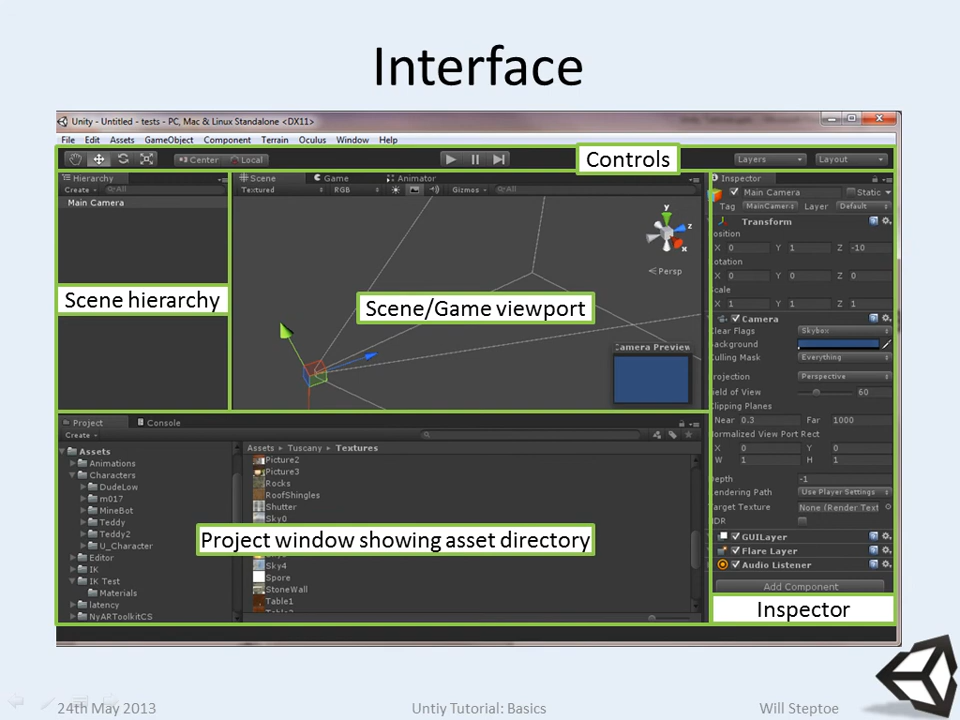 Interface
Unity - Untitled - tests - PC, Mac & Linux Standalone <DX11>
File Edit Assets GameObject Component Terrain Oculus Window Help
Center Local
Controls
Layers Layout
Hierarchy
Create All
Main Camera
Scene hierarchy
Scene Game Animator
Textured RGB Gizmos All
y
z
x
Persp
Scene/Game viewport
Camera Preview
Inspector
Main Camera Static
Tag MainCamera Layer Default
Transform
Position
X 0 Y 1 Z -10
Rotation
X 0 Y 0 Z 0
Scale
X 1 Y 1 Z 1
Camera
Clear Flags Skybox
Background
Culling Mask Everything
Projection Perspective
Field of View 60
Clipping Planes
Near 0.3 Far 1000
Normalized View Port Rect
X 0 Y 0
W 1 H 1
Depth -1
Rendering Path Use Player Settings
Target Texture None (Render Text
HDR
GUILayer
Flare Layer
Audio Listener
Add Component
Inspector
Project Console
Create
Assets
Animations
Characters
DudeLow
m017
MineBot
Teddy
Teddy2
U_Character
Editor
IK
IK Test
Materials
latency
NyARToolkitCS
Assets Tuscany Textures
Picture2
Picture3
Rocks
RoofShingles
Shutter
Sky0
Project window showing asset directory
Sky4
Spore
StoneWall
Table1
24th May 2013
Untiy Tutorial: Basics
Will Steptoe